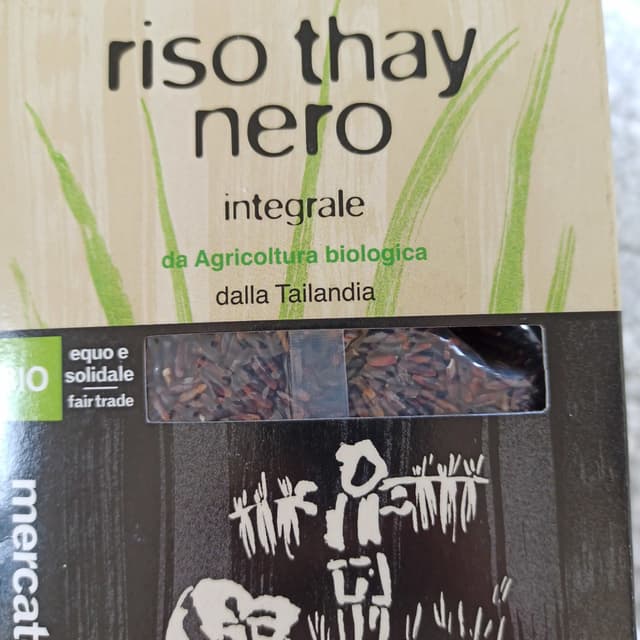 riso thay
nero
integrale
da Agricoltura biologica
dalla Tailandia
equo e
solidale
fair trade